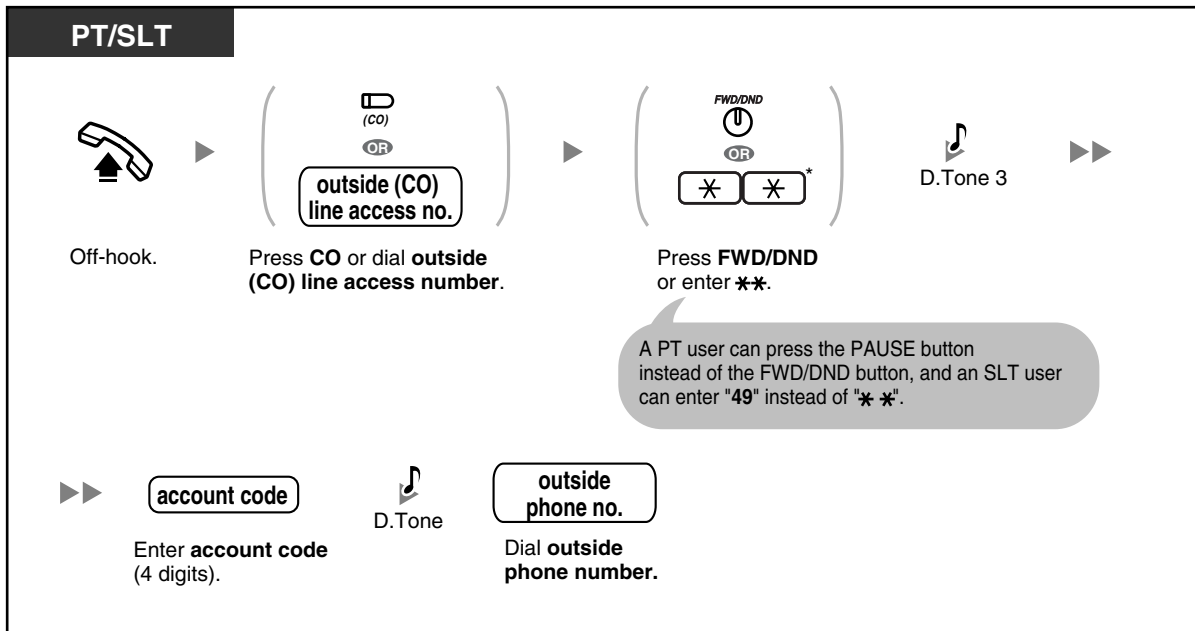 PT/SLT
Off-hook.
(CO)
OR
outside (CO)
line access no.
Press CO or dial outside
(CO) line access number.
FWD/DND
OR
* * *
Press FWD/DND
or enter **.
D.Tone 3
A PT user can press the PAUSE button
instead of the FWD/DND button, and an SLT user
can enter "49" instead of "* *".
account code
Enter account code
(4 digits).
D.Tone
outside
phone no.
Dial outside
phone number.